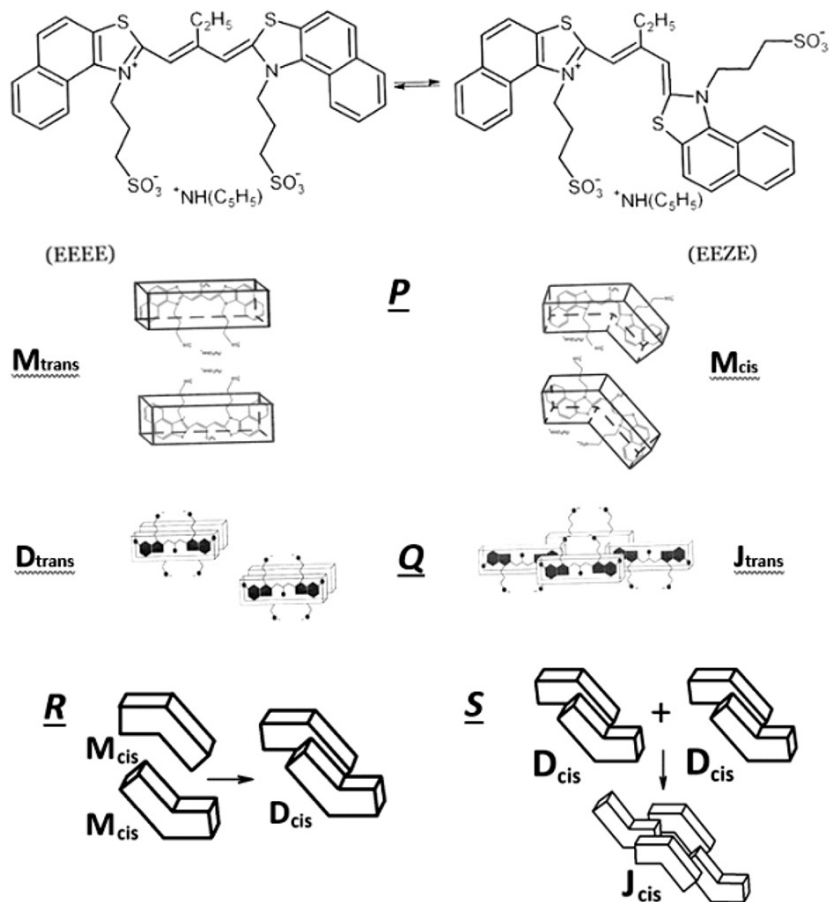 C2H5
C2H5
S
S
S
SO3-
N+
N
N+
N
S
SO3-
SO3-
SO3-
+NH(C5H5)
+NH(C5H5)
(EEEE)
(EEZE)
P
Mtrans
Mcis
Dtrans
Q
Jtrans
R
S
Mcis
Mcis
Dcis
+
Dcis
Dcis
Jcis